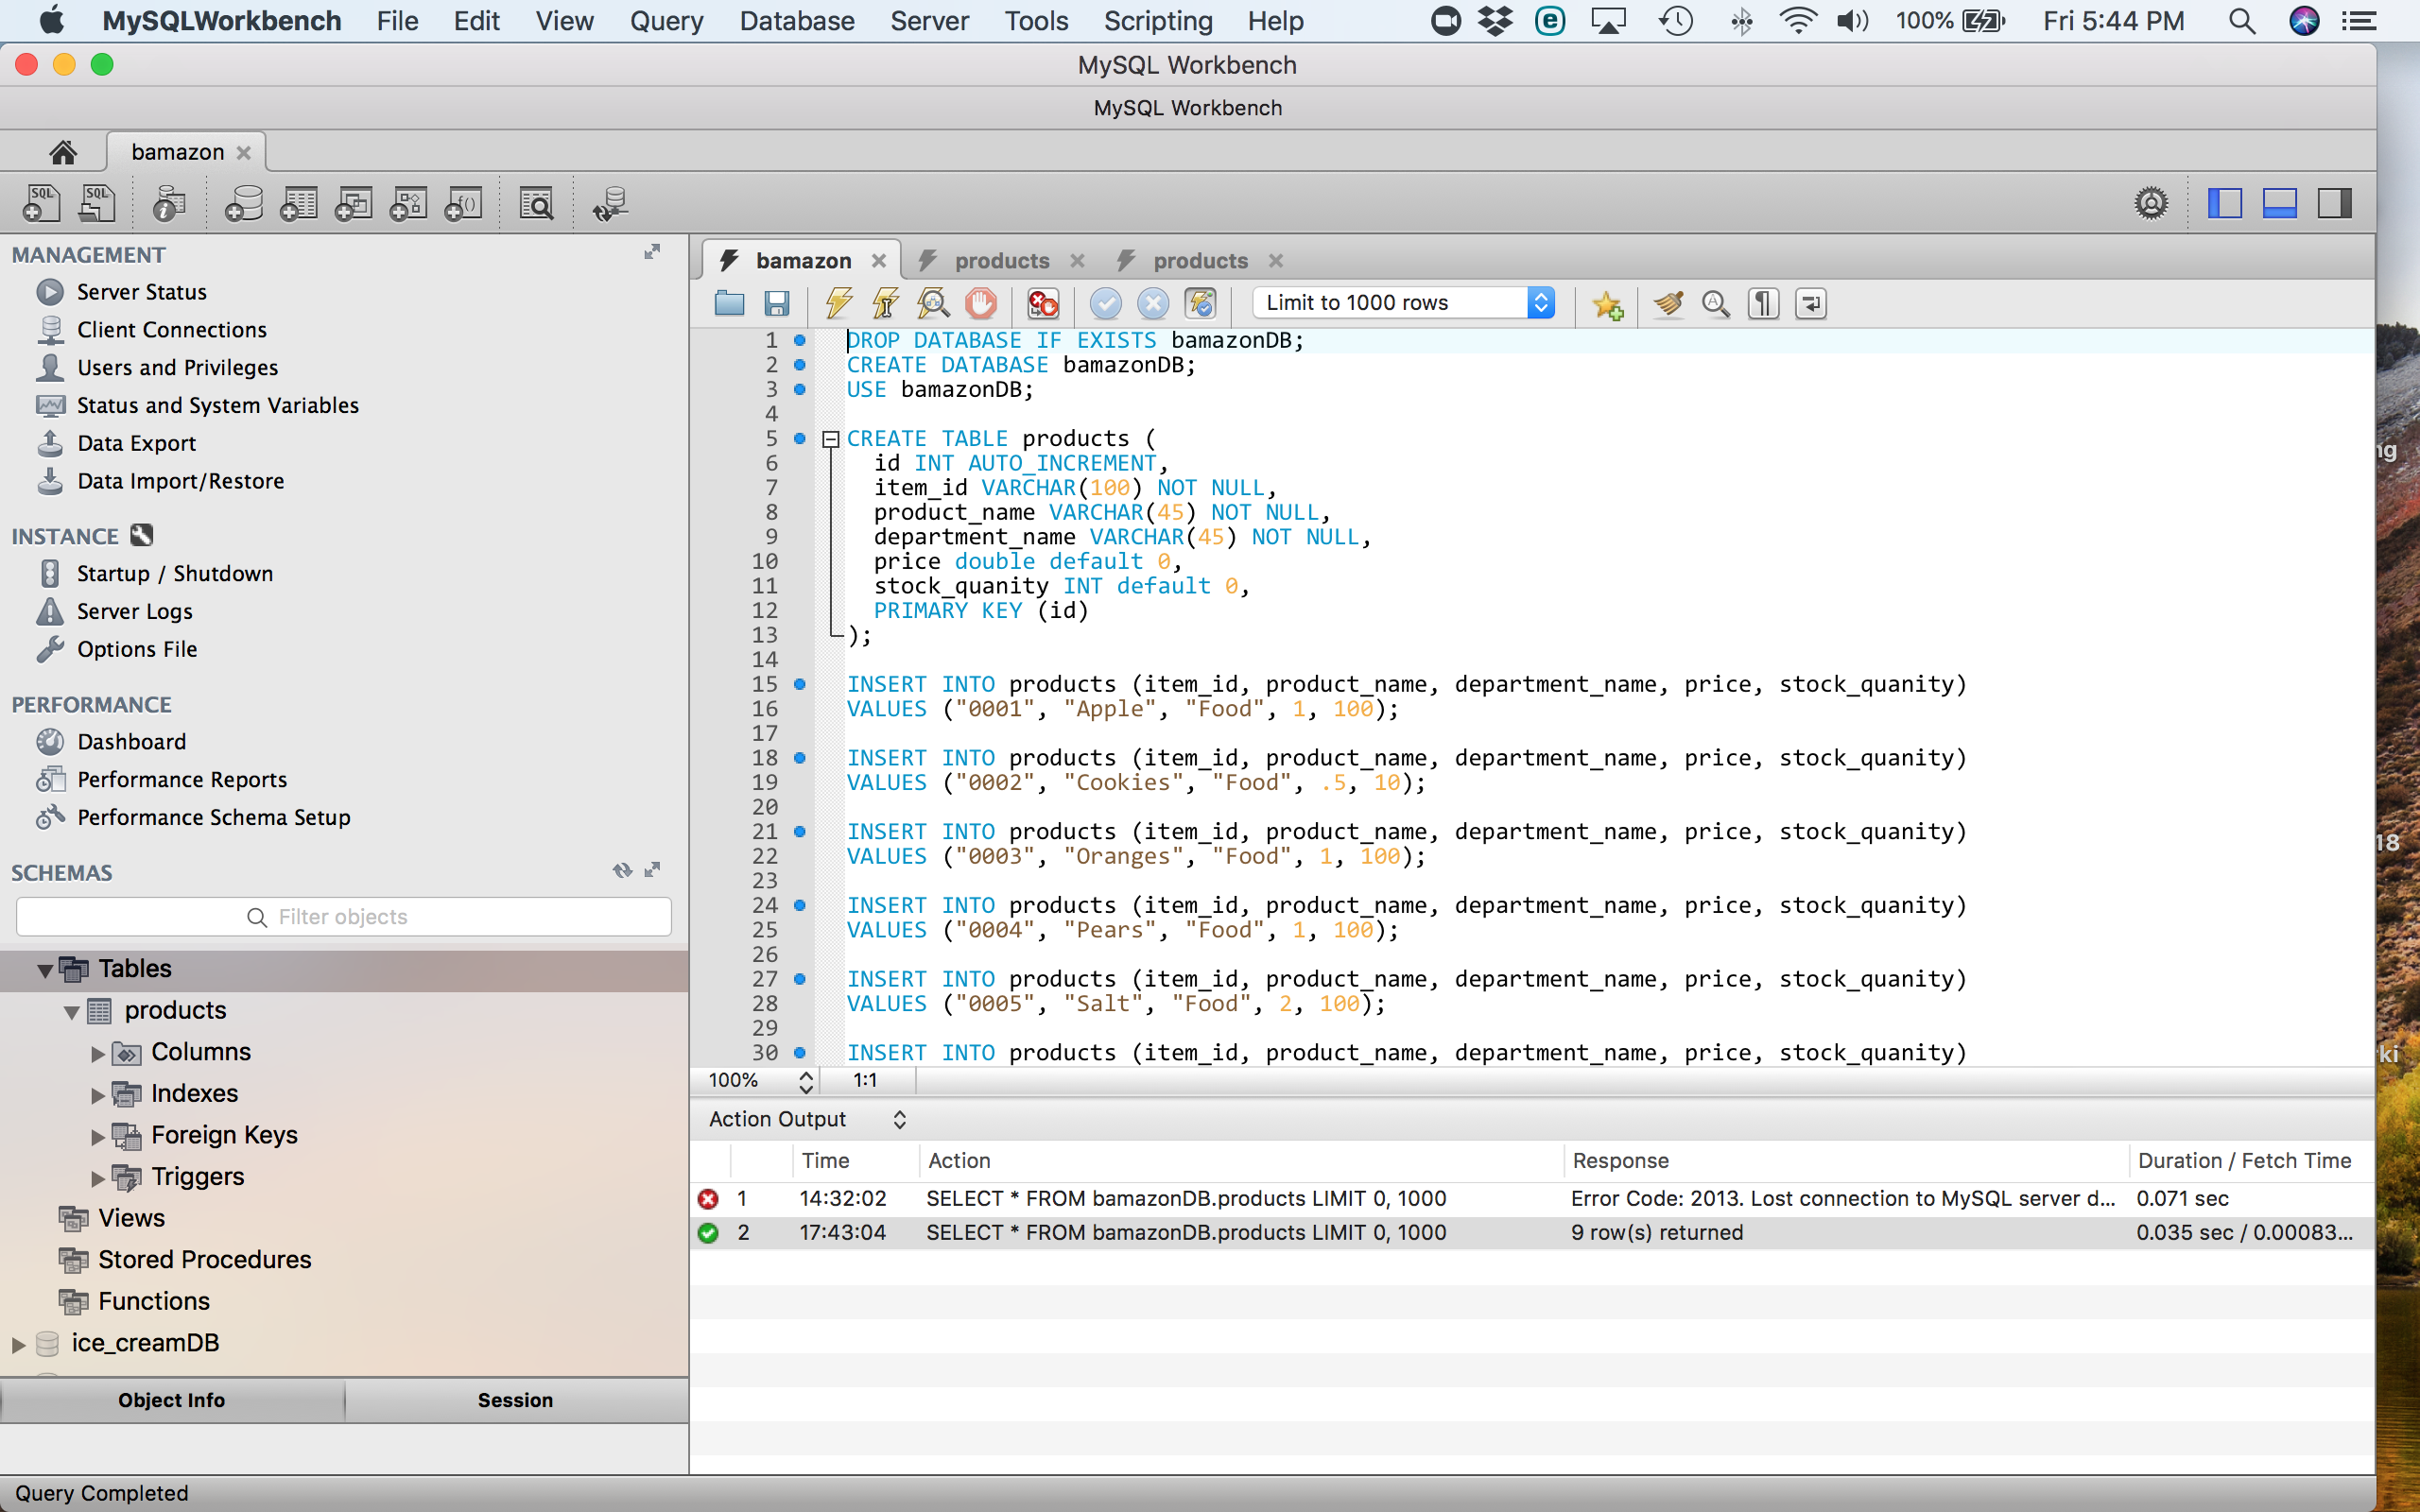 MySQLWorkbench File Edit View Query Database Server Tools Scripting Help 100% Fri 5:44 PM
MySQL Workbench
MySQL Workbench
bamazon
MANAGEMENT
Server Status
Client Connections
Users and Privileges
Status and System Variables
Data Export
Data Import/Restore
INSTANCE
Startup / Shutdown
Server Logs
Options File
PERFORMANCE
Dashboard
Performance Reports
Performance Schema Setup
SCHEMAS
Filter objects
Tables
products
Columns
Indexes
Foreign Keys
Triggers
Views
Stored Procedures
Functions
ice_creamDB
Object Info Session
Query Completed
bamazon products products
Limit to 1000 rows
1 DROP DATABASE IF EXISTS bamazonDB;
2 CREATE DATABASE bamazonDB;
3 USE bamazonDB;
4
5 CREATE TABLE products (
6 id INT AUTO_INCREMENT,
7 item_id VARCHAR(100) NOT NULL,
8 product_name VARCHAR(45) NOT NULL,
9 department_name VARCHAR(45) NOT NULL,
10 price double default 0,
11 stock_quanity INT default 0,
12 PRIMARY KEY (id)
13 );
14
15 INSERT INTO products (item_id, product_name, department_name, price, stock_quanity)
16 VALUES ("0001", "Apple", "Food", 1, 100);
17
18 INSERT INTO products (item_id, product_name, department_name, price, stock_quanity)
19 VALUES ("0002", "Cookies", "Food", .5, 10);
20
21 INSERT INTO products (item_id, product_name, department_name, price, stock_quanity)
22 VALUES ("0003", "Oranges", "Food", 1, 100);
23
24 INSERT INTO products (item_id, product_name, department_name, price, stock_quanity)
25 VALUES ("0004", "Pears", "Food", 1, 100);
26
27 INSERT INTO products (item_id, product_name, department_name, price, stock_quanity)
28 VALUES ("0005", "Salt", "Food", 2, 100);
29
30 INSERT INTO products (item_id, product_name, department_name, price, stock_quanity)
100% 1:1
Action Output
Time Action Response Duration / Fetch Time
1 14:32:02 SELECT * FROM bamazonDB.products LIMIT 0, 1000 Error Code: 2013. Lost connection to MySQL server d... 0.071 sec
2 17:43:04 SELECT * FROM bamazonDB.products LIMIT 0, 1000 9 row(s) returned 0.035 sec / 0.00083...